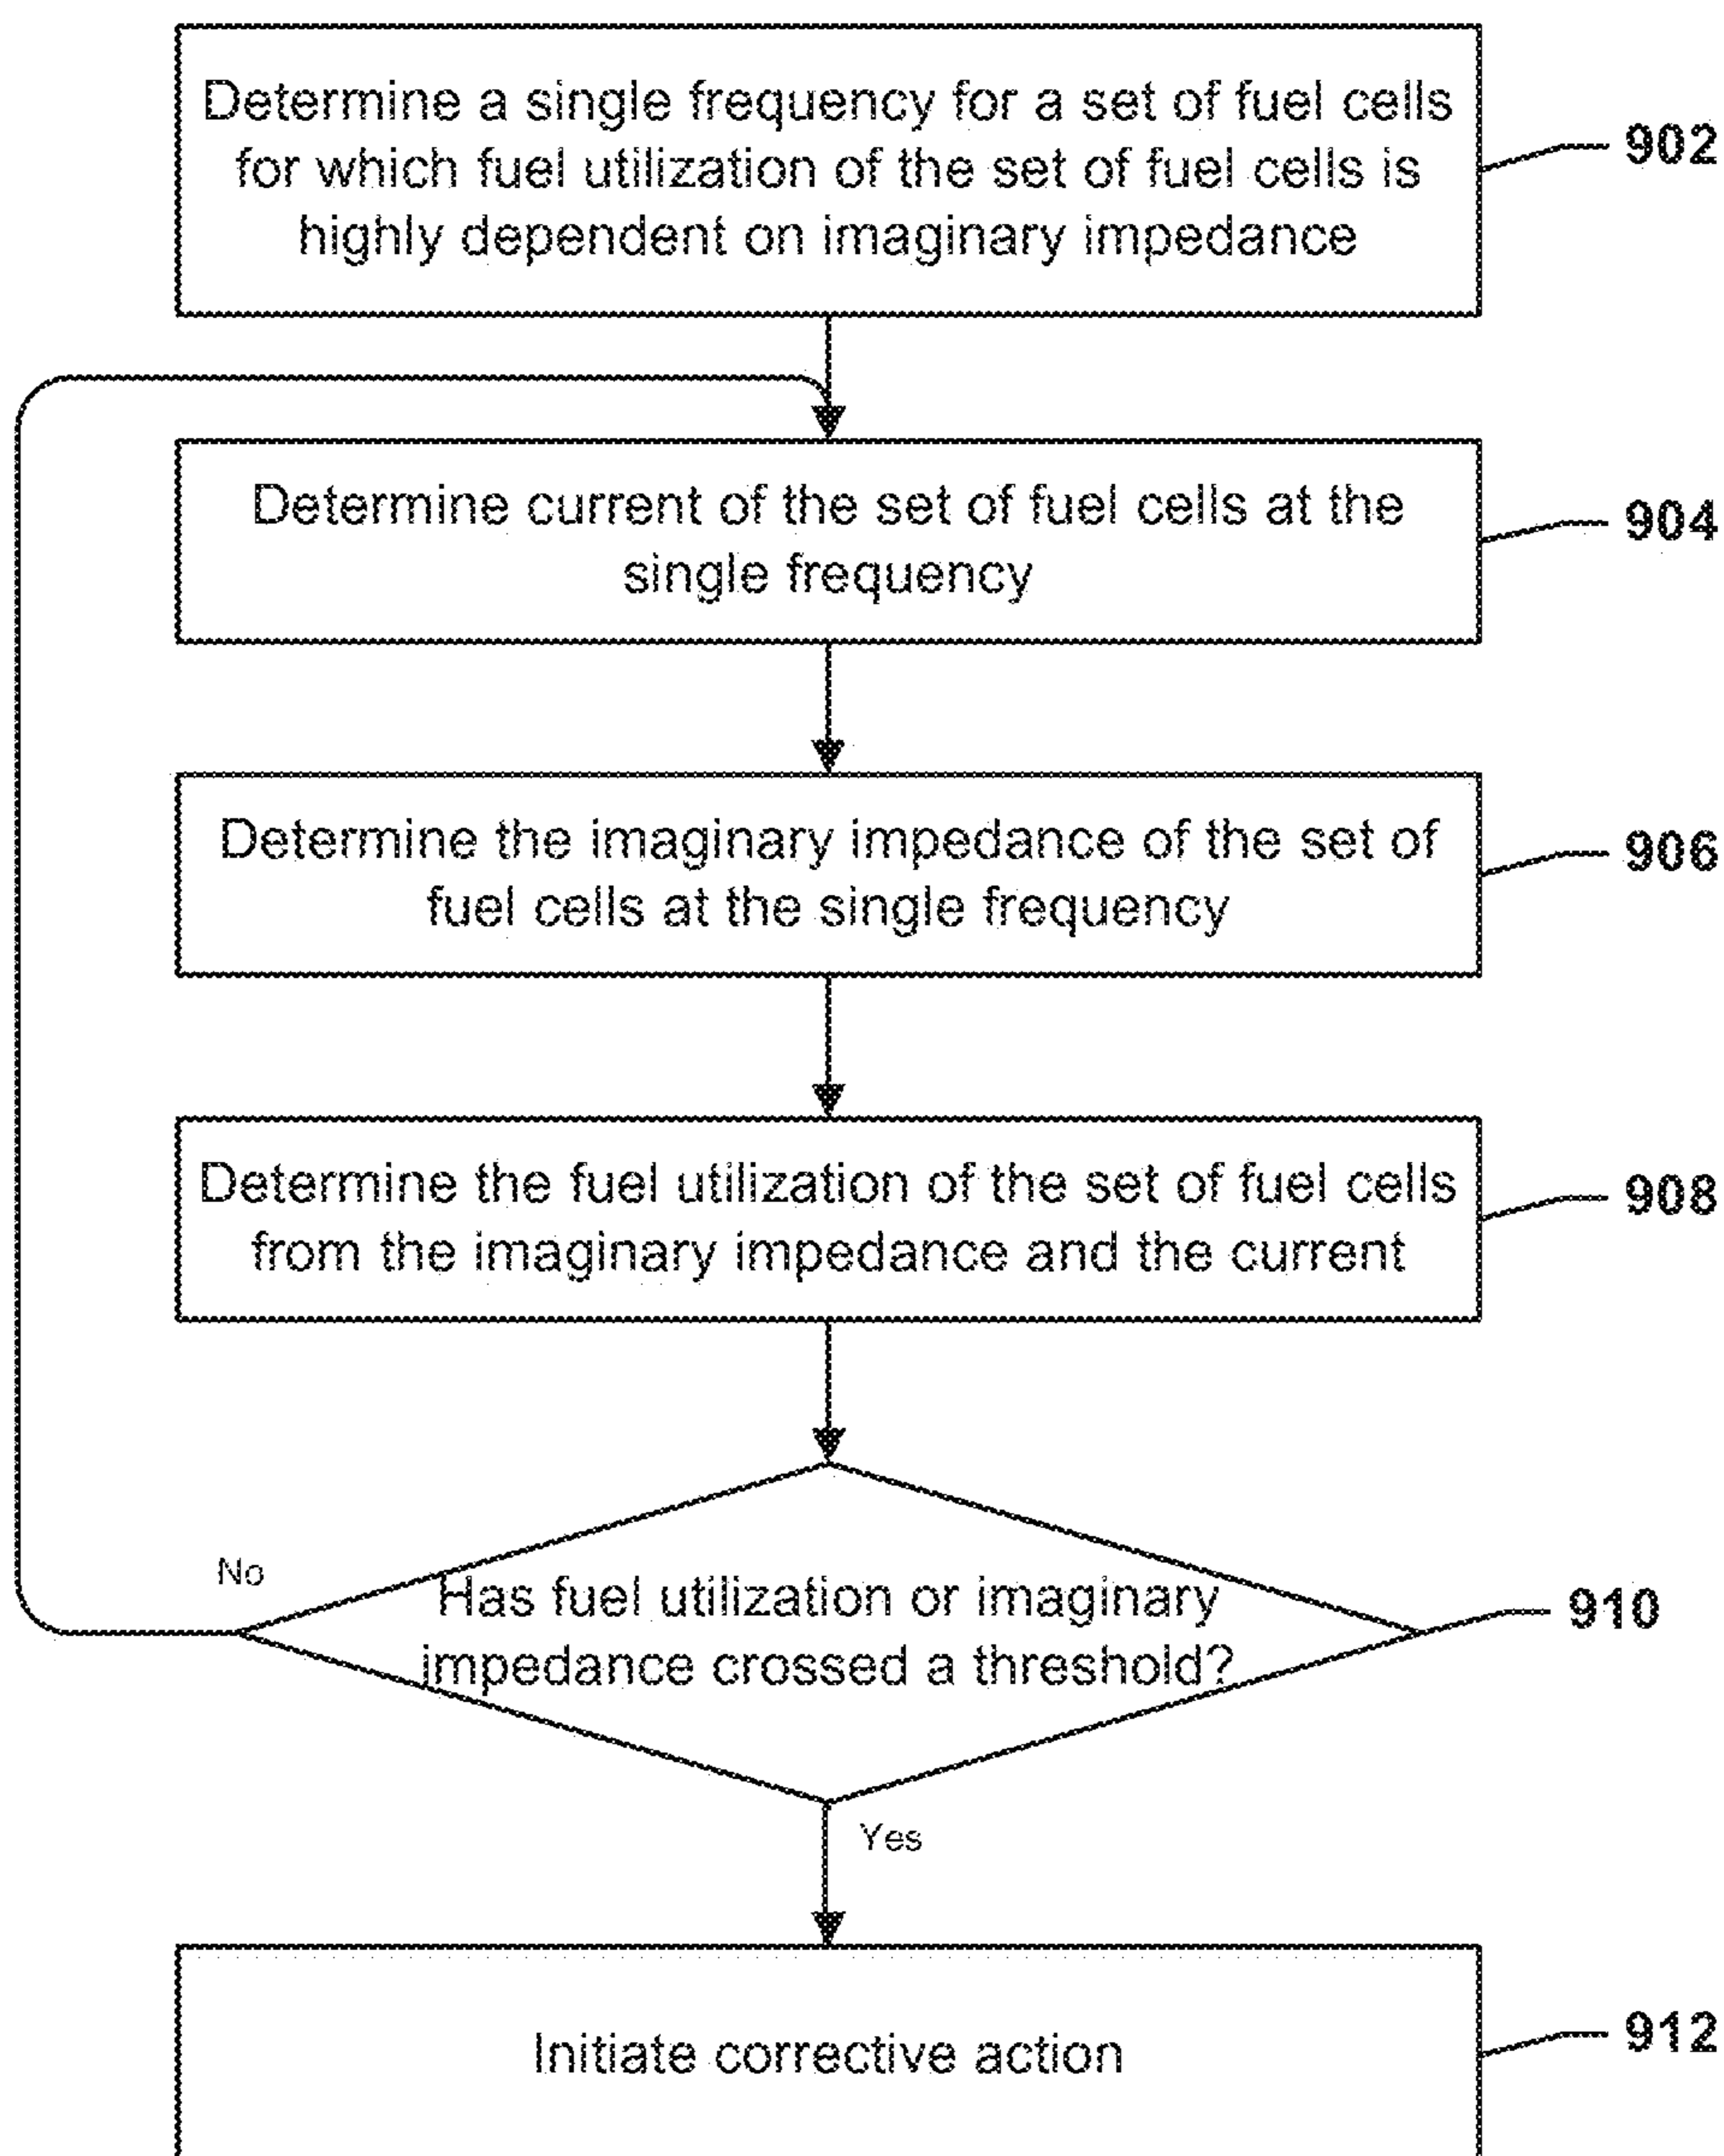 Determine a single frequency for a set of fuel cells
for which fuel utilization of the set of fuel cells is
highly dependent on imaginary impedance
902
Determine current of the set of fuel cells at the
single frequency
904
Determine the imaginary impedance of the set of
fuel cells at the single frequency
906
Determine the fuel utilization of the set of fuel cells
from the imaginary impedance and the current
908
No
Has fuel utilization or imaginary
impedance crossed a threshold?
910
Yes
Initiate corrective action
912